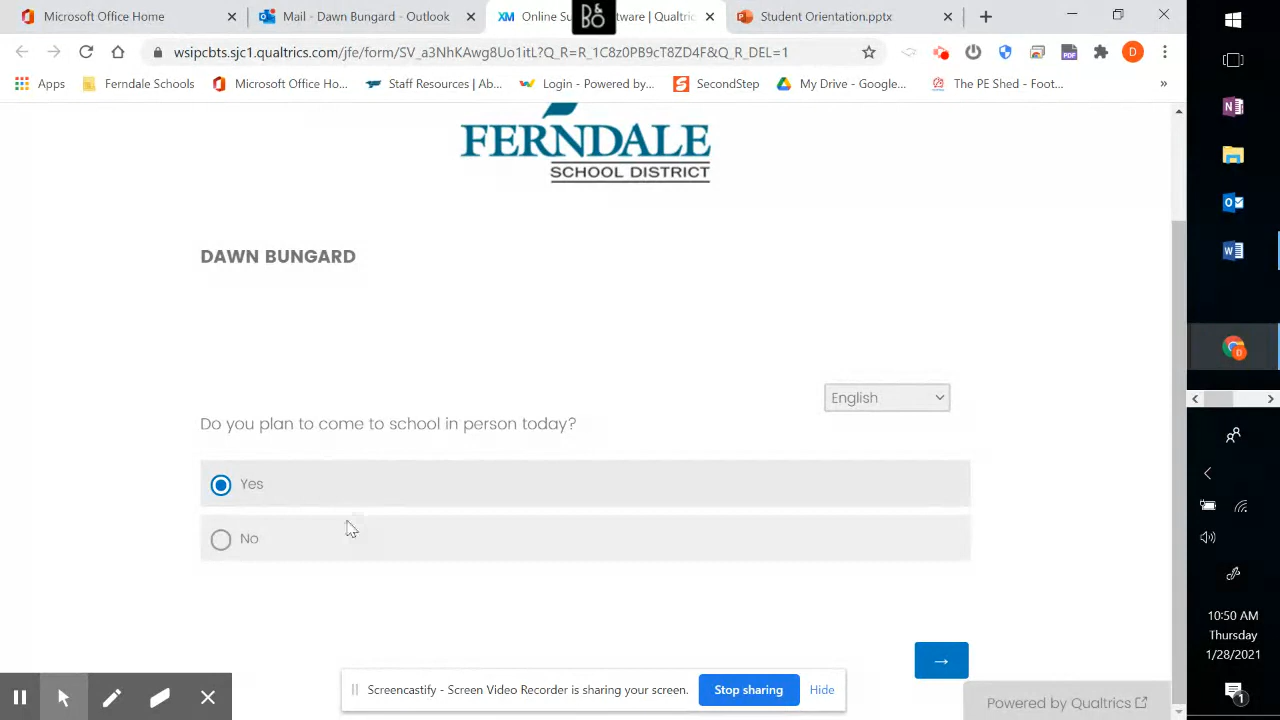 Microsoft Office Home
Mail - Dawn Bungard - Outlook
XM Online Su
tware | Qualtric
Student Orientation.pptx
B&O
wsipcbts.sjc1.qualtrics.com/jfe/form/SV_a3NhKAwg8Uo1itL?Q_R=R_1C8z0PB9cT8ZD4F&Q_R_DEL=1
PDF
D
Apps
Ferndale Schools
Microsoft Office Ho...
Staff Resources | Ab...
Login - Powered by...
SecondStep
My Drive - Google...
The PE Shed - Foot...
»
FERNDALE
SCHOOL DISTRICT
DAWN BUNGARD
English
Do you plan to come to school in person today?
Yes
No
→
Screencastify - Screen Video Recorder is sharing your screen.
Stop sharing
Hide
Powered by Qualtrics
10:50 AM
Thursday
1/28/2021
1